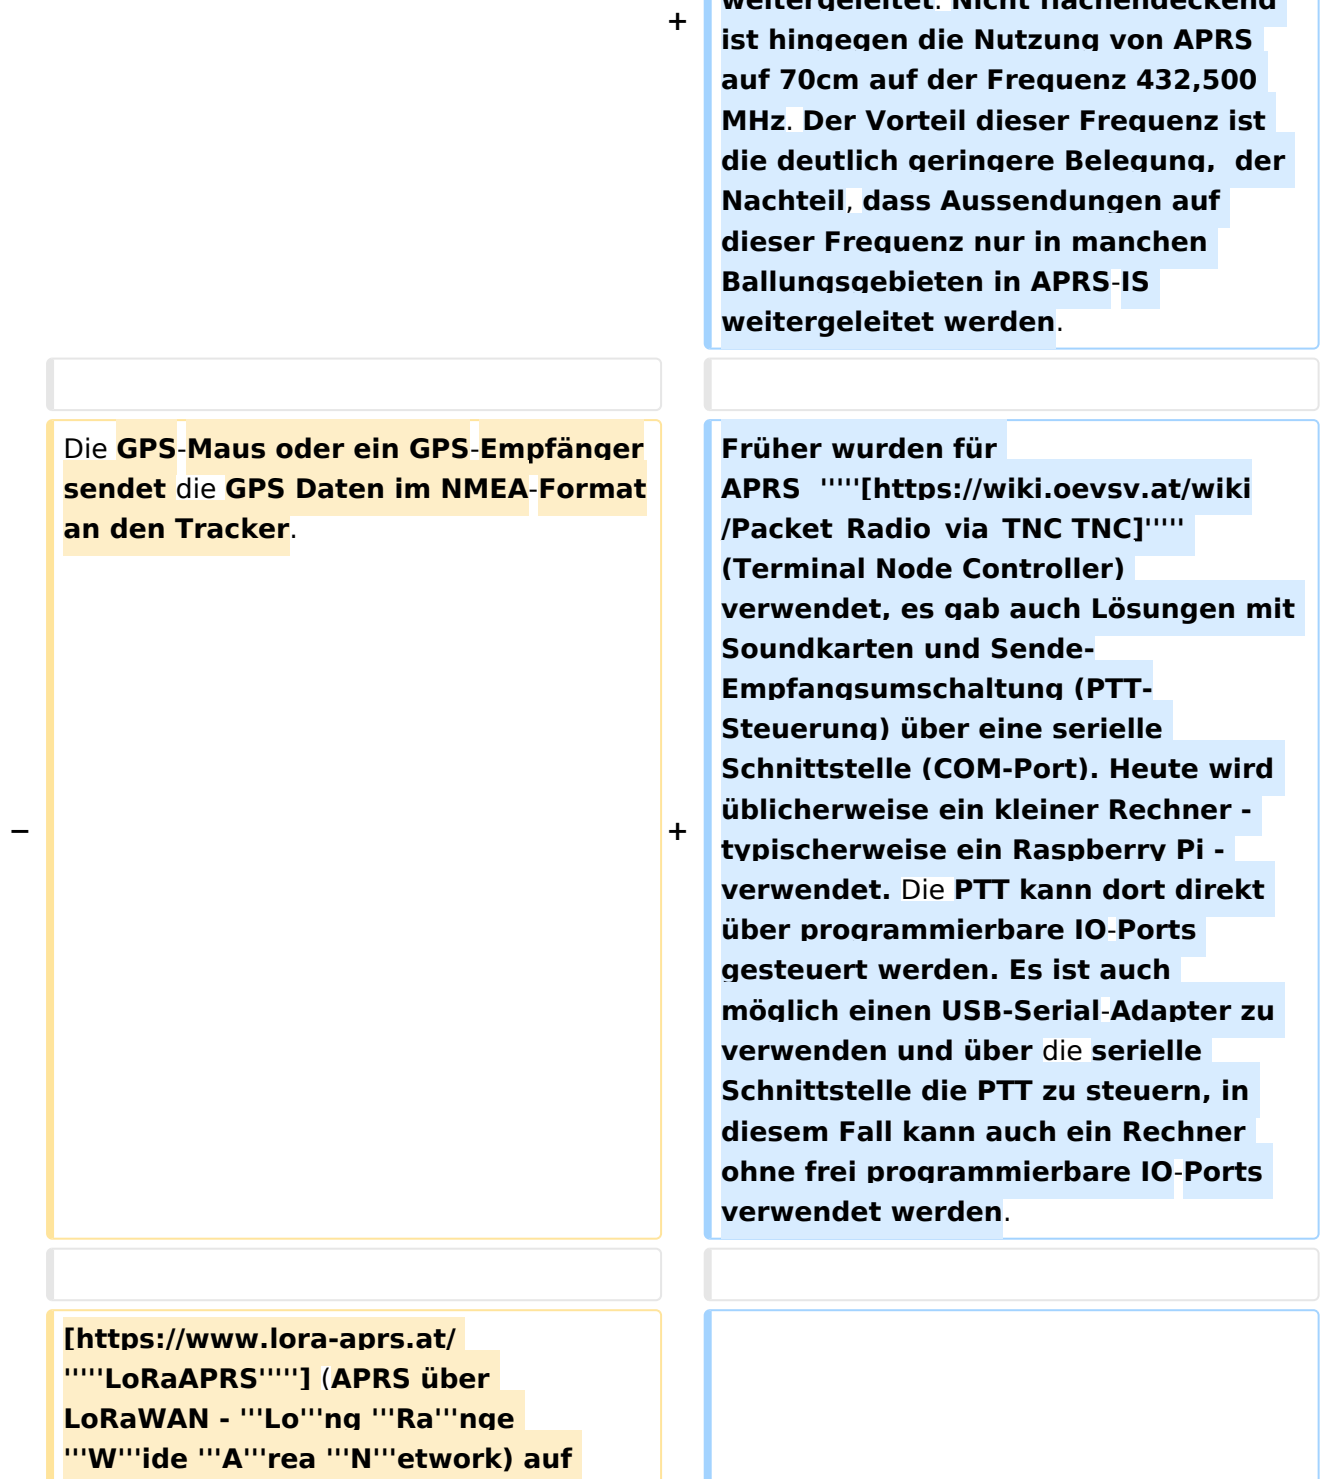 weitergeleitet. Nicht flächendeckend
+
ist hingegen die Nutzung von APRS
auf 70cm auf der Frequenz 432,500
MHz. Der Vorteil dieser Frequenz ist
die deutlich geringere Belegung,  der
Nachteil, dass Aussendungen auf
dieser Frequenz nur in manchen
Ballungsgebieten in APRS-IS
weitergeleitet werden.
Die GPS-Maus oder ein GPS-Empfänger
sendet die GPS Daten im NMEA-Format
an den Tracker.
−
+
Früher wurden für
APRS  '''''[https://wiki.oevsv.at/wiki
/Packet_Radio_via_TNC TNC]'''''
(Terminal Node Controller)
verwendet, es gab auch Lösungen mit
Soundkarten und Sende-
Empfangsumschaltung (PTT-
Steuerung) über eine serielle
Schnittstelle (COM-Port). Heute wird
üblicherweise ein kleiner Rechner -
typischerweise ein Raspberry Pi -
verwendet. Die PTT kann dort direkt
über programmierbare IO-Ports
gesteuert werden. Es ist auch
möglich einen USB-Serial-Adapter zu
verwenden und über die serielle
Schnittstelle die PTT zu steuern, in
diesem Fall kann auch ein Rechner
ohne frei programmierbare IO-Ports
verwendet werden.
[https://www.lora-aprs.at/
'''''LoRaAPRS'''''] (APRS über
LoRaWAN - '''Lo'''ng '''Ra'''nge
'''W'''ide '''A'''rea '''N'''etwork) auf